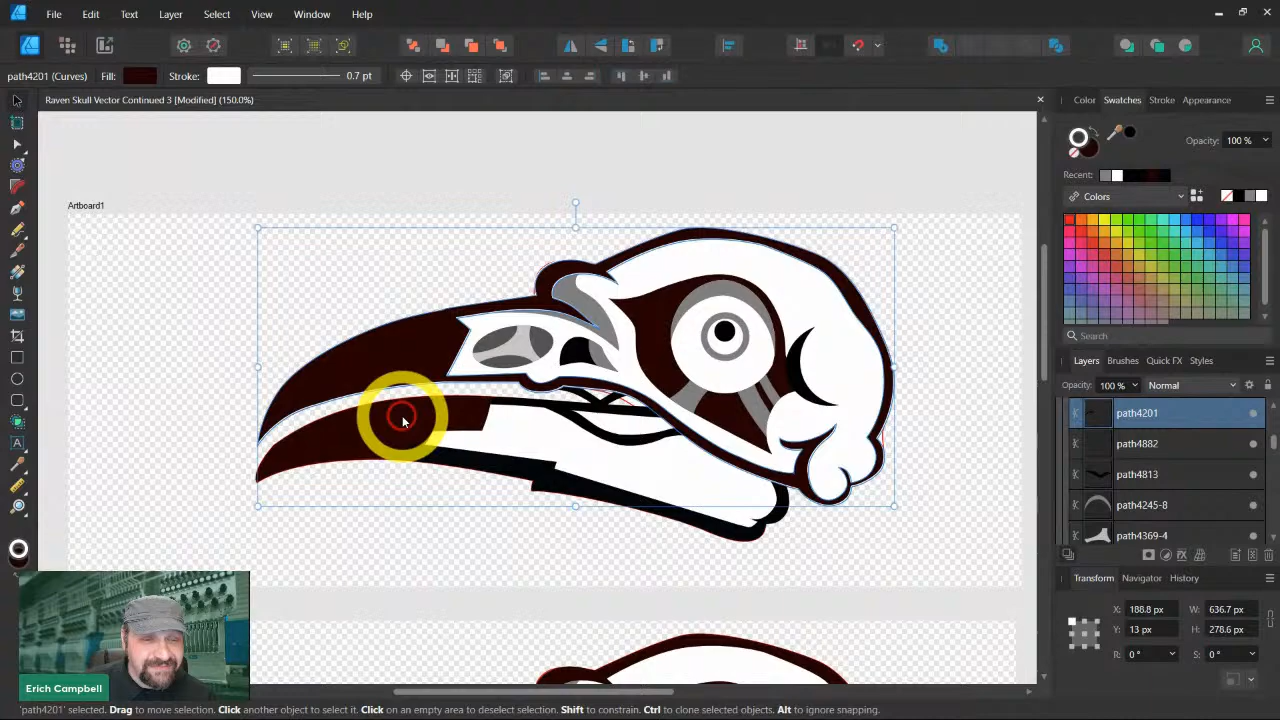 File Edit Text Layer Select View Window Help
path4201 (Curves) Fill: Stroke: 0.7 pt
Raven Skull Vector Continued 3 [Modified] (150.0%)
Artboard1
Color Swatches Stroke Appearance
Opacity: 100 %
Recent:
Colors
Search
Layers Brushes Quick FX Styles
Opacity: 100 % Normal
path4201
path4882
path4813
path4245-8
path4369-4
Transform Navigator History
X: 188.8 px W: 636.7 px
Y: 13 px H: 278.6 px
R: 0 ° S: 0 °
Erich Campbell
'path4201' selected. Drag to move selection. Click another object to select it. Click on an empty area to deselect selection. Shift to constrain. Ctrl to clone selected objects. Alt to ignore snapping.